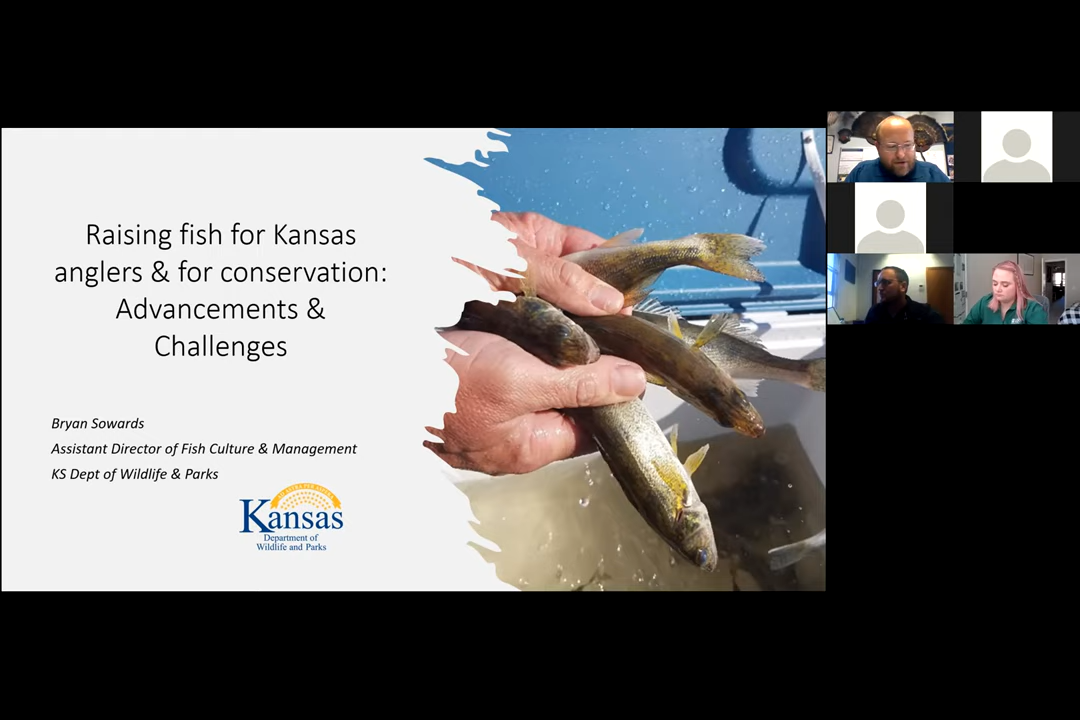 Raising fish for Kansas
anglers & for conservation:
Advancements &
Challenges
Bryan Sowards
Assistant Director of Fish Culture & Management
KS Dept of Wildlife & Parks
Kansas
Department of
Wildlife and Parks